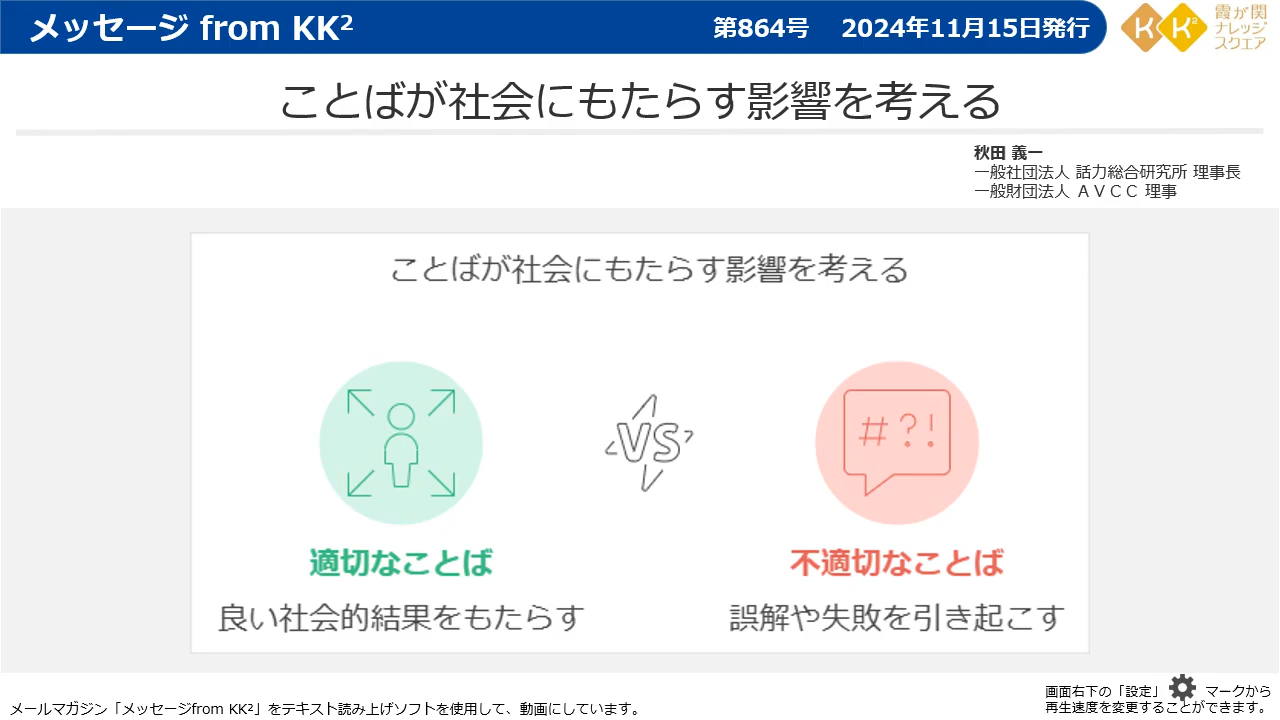 メッセージ from KK²
第864号 2024年11月15日発行
K K²
霞が関
ナレッジ
スクエア
ことばが社会にもたらす影響を考える
秋田 義一
一般社団法人 話力総合研究所 理事長
一般財団法人 ＡＶＣＣ 理事
ことばが社会にもたらす影響を考える
VS
#?!
適切なことば
不適切なことば
良い社会的結果をもたらす
誤解や失敗を引き起こす
画面右下の「設定」 マークから
再生速度を変更することができます。
メールマガジン「メッセージfrom KK²」をテキスト読み上げソフトを使用して、動画にしています。